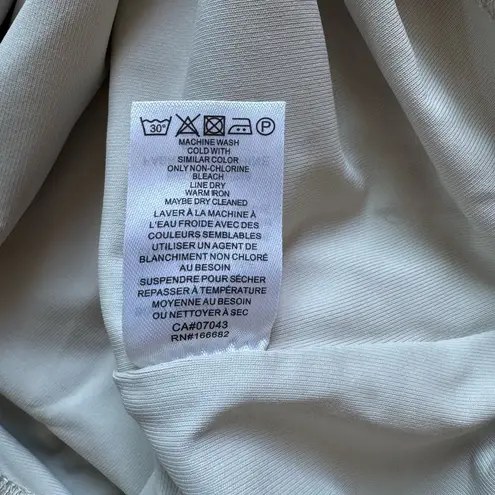 30°
P
MACHINE WASH
COLD WITH
SIMILAR COLOR
ONLY NON-CHLORINE
BLEACH
LINE DRY
WARM IRON
MAYBE DRY CLEANED
LAVER À LA MACHINE À
L'EAU FROIDE AVEC DES
COULEURS SEMBLABLES
UTILISER UN AGENT DE
BLANCHIMENT NON CHLORÉ
AU BESOIN
SUSPENDRE POUR SÉCHER
REPASSER À TEMPÉRATURE
MOYENNE AU BESOIN
OU NETTOYER À SEC
CA#07043
RN#166682